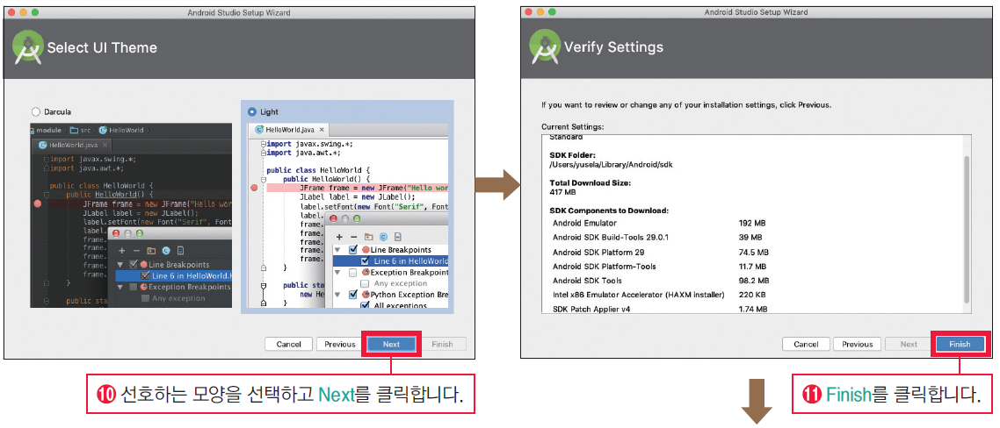 Android Studio Setup Wizard
Select UI Theme
Darcula
module
src
HelloWorld
HelloWorld.java ×
import javax.swing.*;
import java.awt.*;
public class HelloWorld {
public HelloWorld() {
JFrame frame = new JFrame("Hello wor
JLabel label = new JLabel();
label.setFont(new Font("Serif", Font
label.
frame.
frame.
frame.
frame.
}
public sta
Line Breakpoints
Line 6 in HelloWorld.
Exception Breakpoints
Any exception
Light
HelloWorld.java ×
import javax.swing.*;
import java.awt.*;
public class HelloWorld {
public HelloWorld() {
JFrame frame = new JFrame("Hello wor
JLabel label = new JLabel();
label.setFont(new Font("Serif", Font
label.
frame.
frame.
frame.
frame.
}
public sta
new He
}
Line Breakpoints
Line 6 in HelloWorld
Exception Breakpoint
Any exception
Python Exception Bre
All exceptions
Cancel Previous Next Finish
⑩ 선호하는 모양을 선택하고 Next를 클릭합니다.
Android Studio Setup Wizard
Verify Settings
If you want to review or change any of your installation settings, click Previous.
Current Settings:
Standard
SDK Folder:
/Users/yusela/Library/Android/sdk
Total Download Size:
417 MB
SDK Components to Download:
Android Emulator 192 MB
Android SDK Build-Tools 29.0.1 39 MB
Android SDK Platform 29 74.5 MB
Android SDK Platform-Tools 11.7 MB
Android SDK Tools 98.2 MB
Intel x86 Emulator Accelerator (HAXM installer) 220 KB
SDK Patch Applier v4 1.74 MB
Cancel Previous Next Finish
⑪ Finish를 클릭합니다.